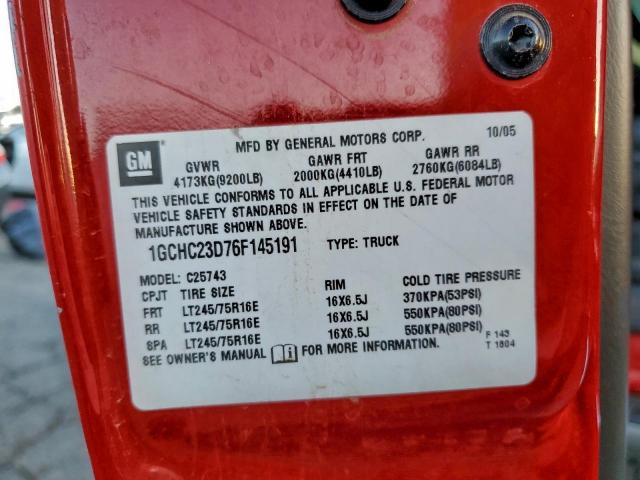 MFD BY GENERAL MOTORS CORP. 10/05
GM
GVWR GAWR FRT GAWR RR
4173KG(9200LB) 2000KG(4410LB) 2760KG(6084LB)
THIS VEHICLE CONFORMS TO ALL APPLICABLE U.S. FEDERAL MOTOR
VEHICLE SAFETY STANDARDS IN EFFECT ON THE DATE OF
MANUFACTURE SHOWN ABOVE.
1GCHC23D76F145191 TYPE: TRUCK
MODEL: C25743
CPJT TIRE SIZE RIM COLD TIRE PRESSURE
FRT LT245/75R16E 16X6.5J 370KPA(53PSI)
RR LT245/75R16E 16X6.5J 550KPA(80PSI)
SPA LT245/75R16E 16X6.5J 550KPA(80PSI)
SEE OWNER'S MANUAL FOR MORE INFORMATION.
F 143
T 1804